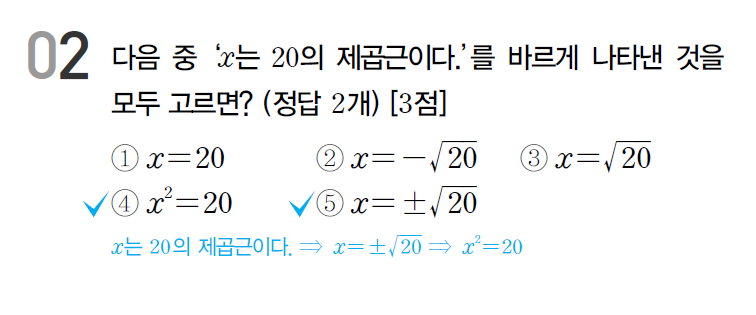 02 다음 중 ‘x는 20의 제곱근이다.’를 바르게 나타낸 것을
모두 고르면? (정답 2개) [3점]
① x=20 ② x=-√20 ③ x=√20
④ x²=20 ⑤ x=±√20
x는 20의 제곱근이다. ⇒ x=±√20 ⇒ x²=20